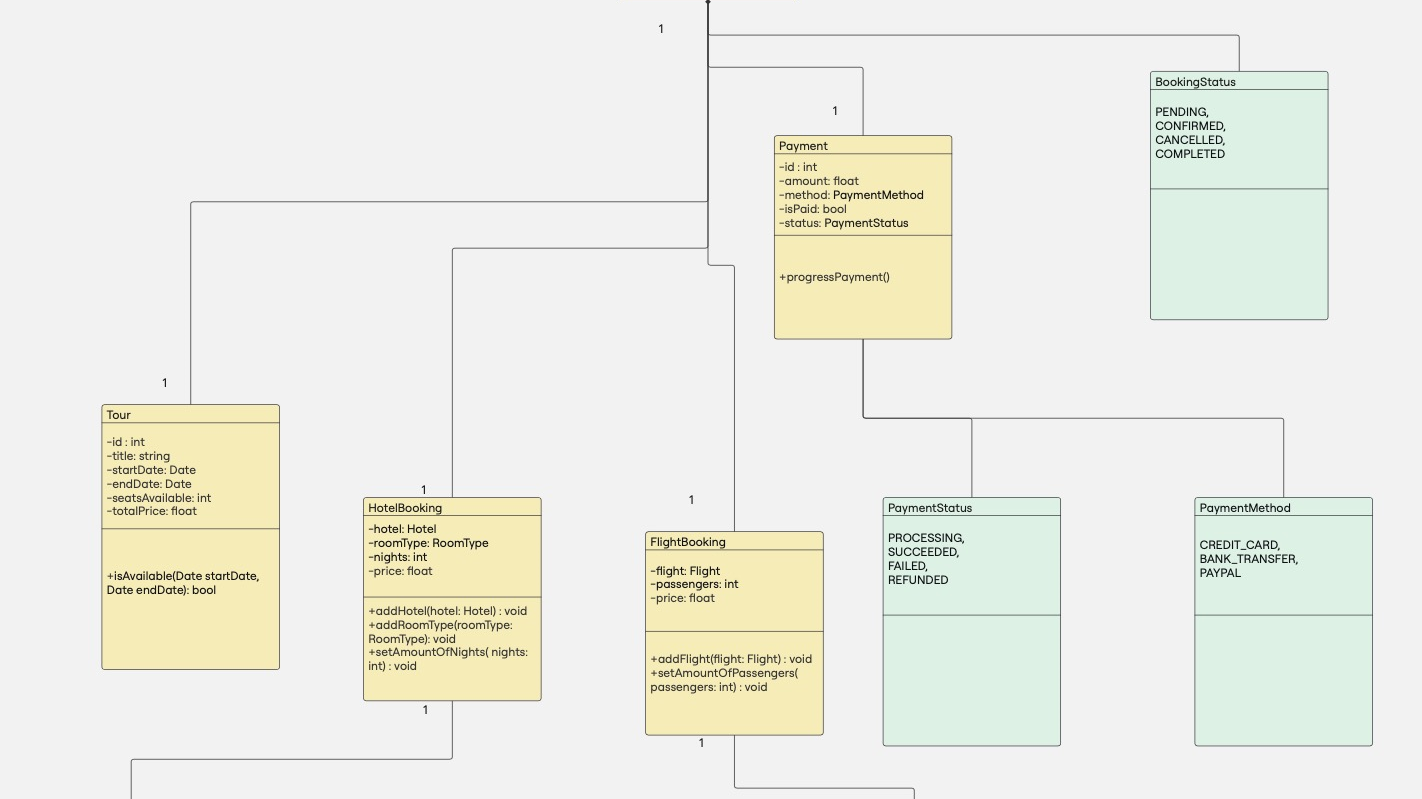 1
BookingStatus
PENDING,
CONFIRMED,
CANCELLED,
COMPLETED
1
Payment
-id : int
-amount: float
-method: PaymentMethod
-isPaid: bool
-status: PaymentStatus
+progressPayment()
1
Tour
-id : int
-title: string
-startDate: Date
-endDate: Date
-seatsAvailable: int
-totalPrice: float
+isAvailable(Date startDate,
Date endDate): bool
1
HotelBooking
-hotel: Hotel
-roomType: RoomType
-nights: int
-price: float
+addHotel(hotel: Hotel) : void
+addRoomType(roomType:
RoomType): void
+setAmountOfNights( nights:
int) : void
1
1
FlightBooking
-flight: Flight
-passengers: int
-price: float
+addFlight(flight: Flight) : void
+setAmountOfPassengers(
passengers: int) : void
1
PaymentStatus
PROCESSING,
SUCCEEDED,
FAILED,
REFUNDED
PaymentMethod
CREDIT_CARD,
BANK_TRANSFER,
PAYPAL